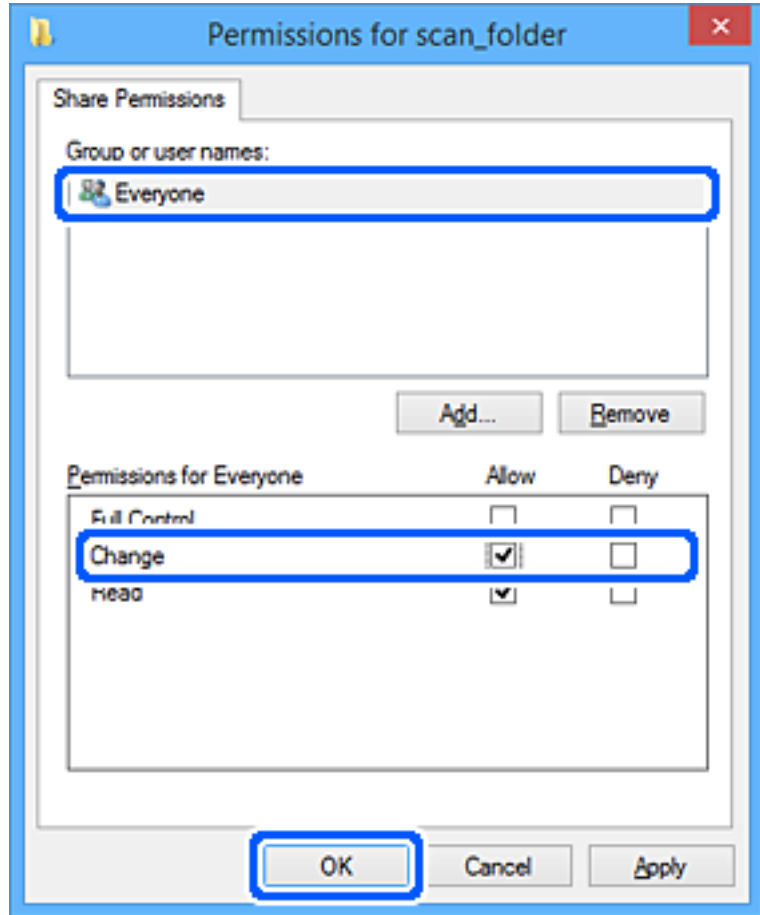 Permissions for scan_folder
Share Permissions
Group or user names:
Everyone
Add... Remove
Permissions for Everyone Allow Deny
Full Control
Change
Read
OK Cancel Apply